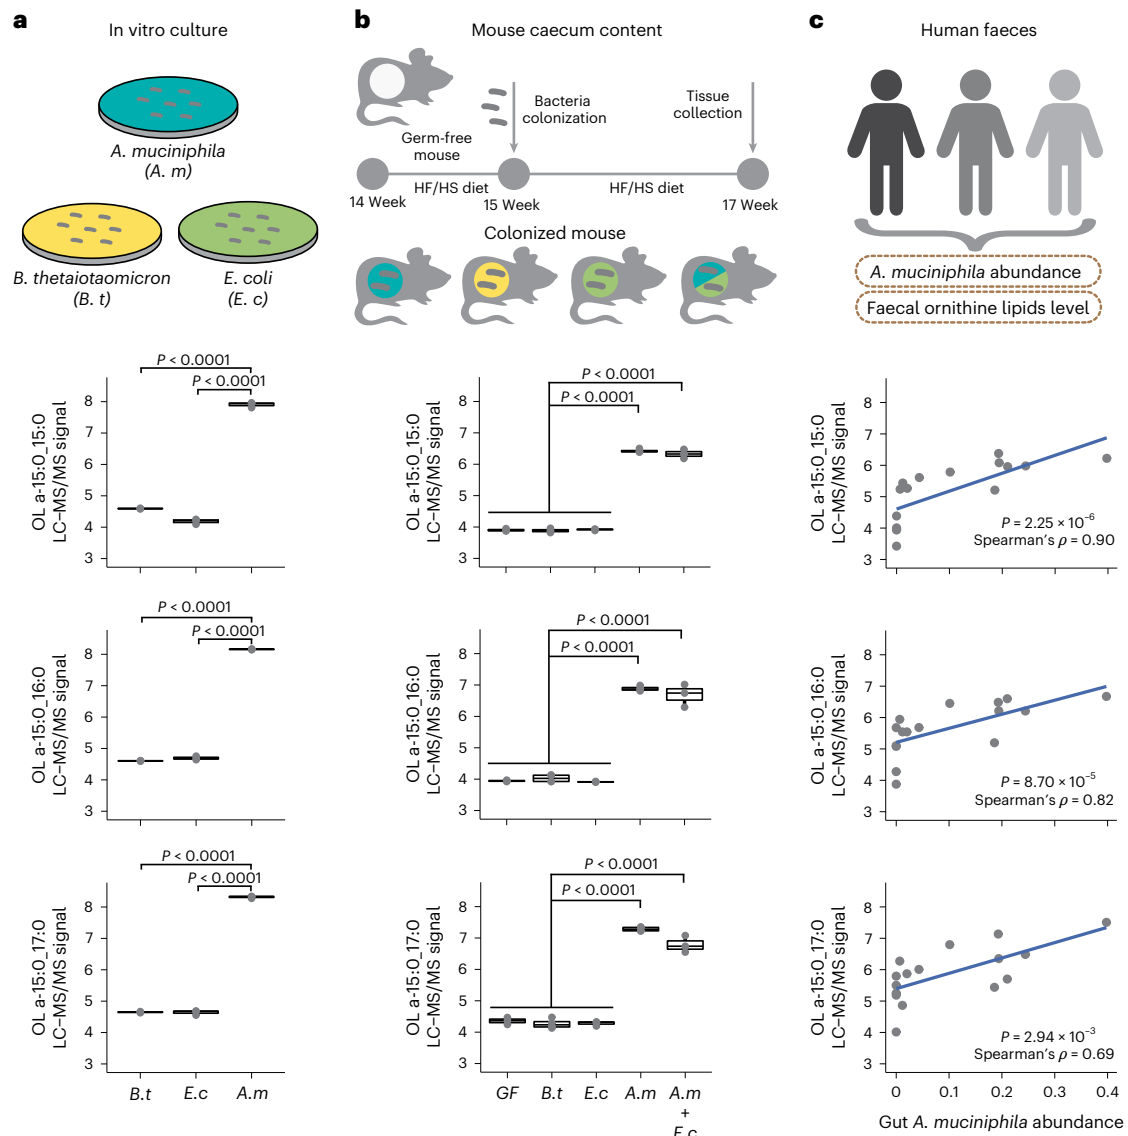 a
In vitro culture
A. muciniphila
(A. m)
B. thetaiotaomicron
(B. t)
E. coli
(E. c)
b
Mouse caecum content
Bacteria
colonization
Tissue
collection
Germ-free
mouse
HF/HS diet
HF/HS diet
14 Week
15 Week
17 Week
Colonized mouse
c
Human faeces
A. muciniphila abundance
Faecal ornithine lipids level
OL a-15:0_15:0
LC–MS/MS signal
8
7
6
5
4
3
P < 0.0001
P < 0.0001
OL a-15:0_15:0
LC–MS/MS signal
8
7
6
5
4
3
P < 0.0001
P < 0.0001
OL a-15:0_15:0
LC–MS/MS signal
8
7
6
5
4
3
P = 2.25 × 10⁻⁶
Spearman's ρ = 0.90
OL a-15:0_16:0
LC–MS/MS signal
8
7
6
5
4
3
P < 0.0001
P < 0.0001
OL a-15:0_16:0
LC–MS/MS signal
8
7
6
5
4
3
P < 0.0001
P < 0.0001
OL a-15:0_16:0
LC–MS/MS signal
8
7
6
5
4
3
P = 8.70 × 10⁻⁵
Spearman's ρ = 0.82
OL a-15:0_17:0
LC–MS/MS signal
8
7
6
5
4
3
P < 0.0001
P < 0.0001
B.t E.c A.m
OL a-15:0_17:0
LC–MS/MS signal
8
7
6
5
4
3
P < 0.0001
P < 0.0001
GF B.t E.c A.m A.m
+
E.c
OL a-15:0_17:0
LC–MS/MS signal
8
7
6
5
4
3
P = 2.94 × 10⁻³
Spearman's ρ = 0.69
0 0.1 0.2 0.3 0.4
Gut A. muciniphila abundance